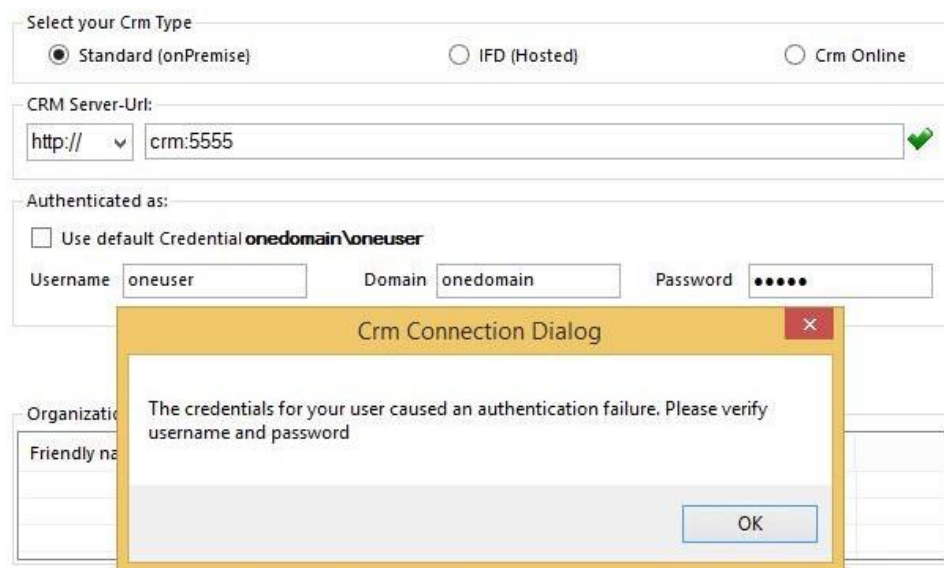 Select your Crm Type
Standard (onPremise) IFD (Hosted) Crm Online
CRM Server-Url:
http:// crm:5555
Authenticated as:
Use default Credential onedomain\oneuser
Username oneuser Domain onedomain Password •••••
Crm Connection Dialog
The credentials for your user caused an authentication failure. Please verify
username and password
Organizatio
Friendly na
OK